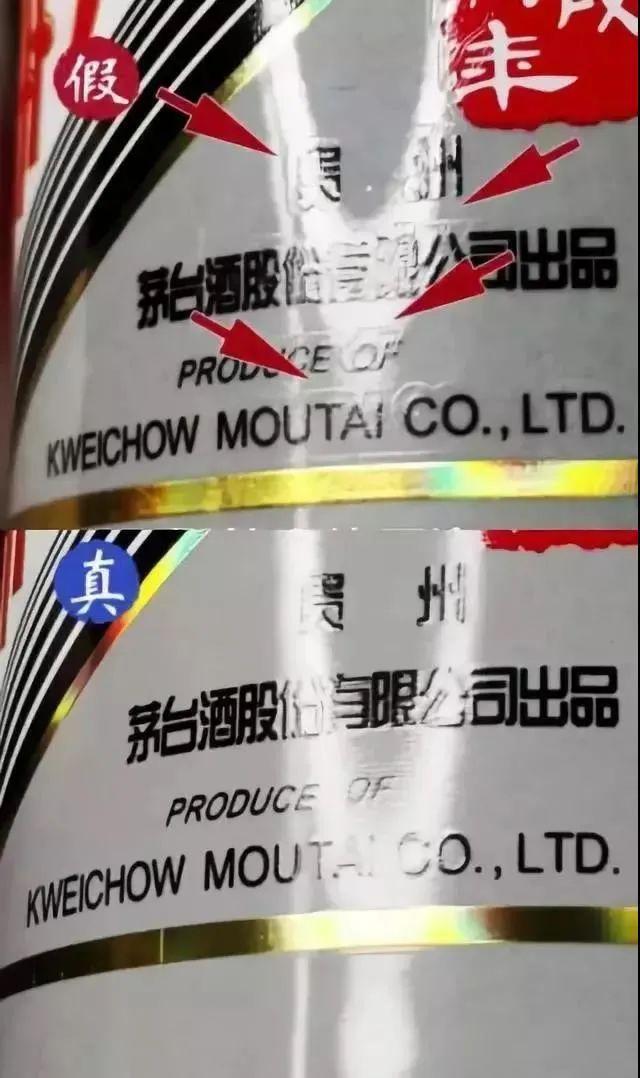 假
来
贵 州
茅台酒股份有限公司出品
PRODUCE OF
KWEICHOW MOUTAI CO., LTD.
真
贵 州
茅台酒股份有限公司出品
PRODUCE OF
KWEICHOW MOUTAI CO., LTD.